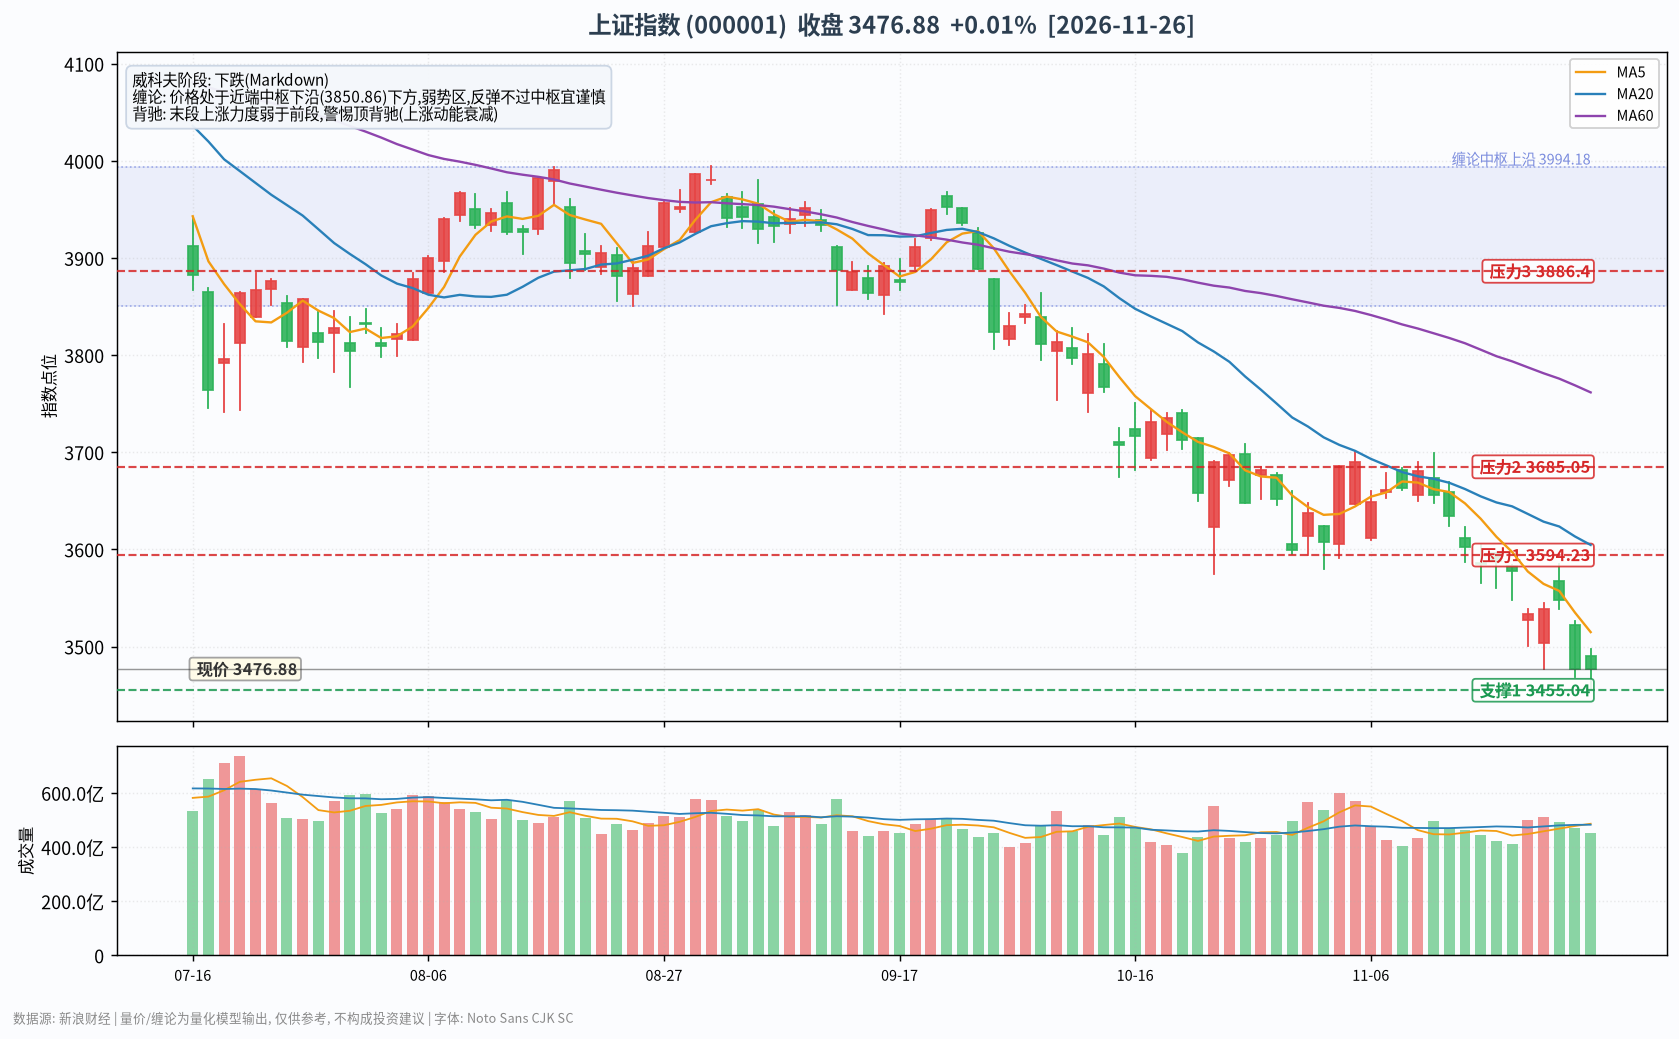 上证指数 (000001)  收盘 3476.88  +0.01%  [2026-11-26]
威科夫阶段: 下跌(Markdown)
缠论: 价格处于近端中枢下沿(3850.86)下方,弱势区,反弹不过中枢宜谨慎
背驰: 末段上涨力度弱于前段,警惕顶背驰(上涨动能衰减)
MA5
MA20
MA60
缠论中枢上沿 3994.18
压力3 3886.4
压力2 3685.05
压力1 3594.23
现价 3476.88
支撑1 3455.04
指数点位
4100
4000
3900
3800
3700
3600
3500
成交量
600.0亿
400.0亿
200.0亿
0
07-16
08-06
08-27
09-17
10-16
11-06
数据源: 新浪财经 | 量价/缠论为量化模型输出, 仅供参考, 不构成投资建议 | 字体: Noto Sans CJK SC